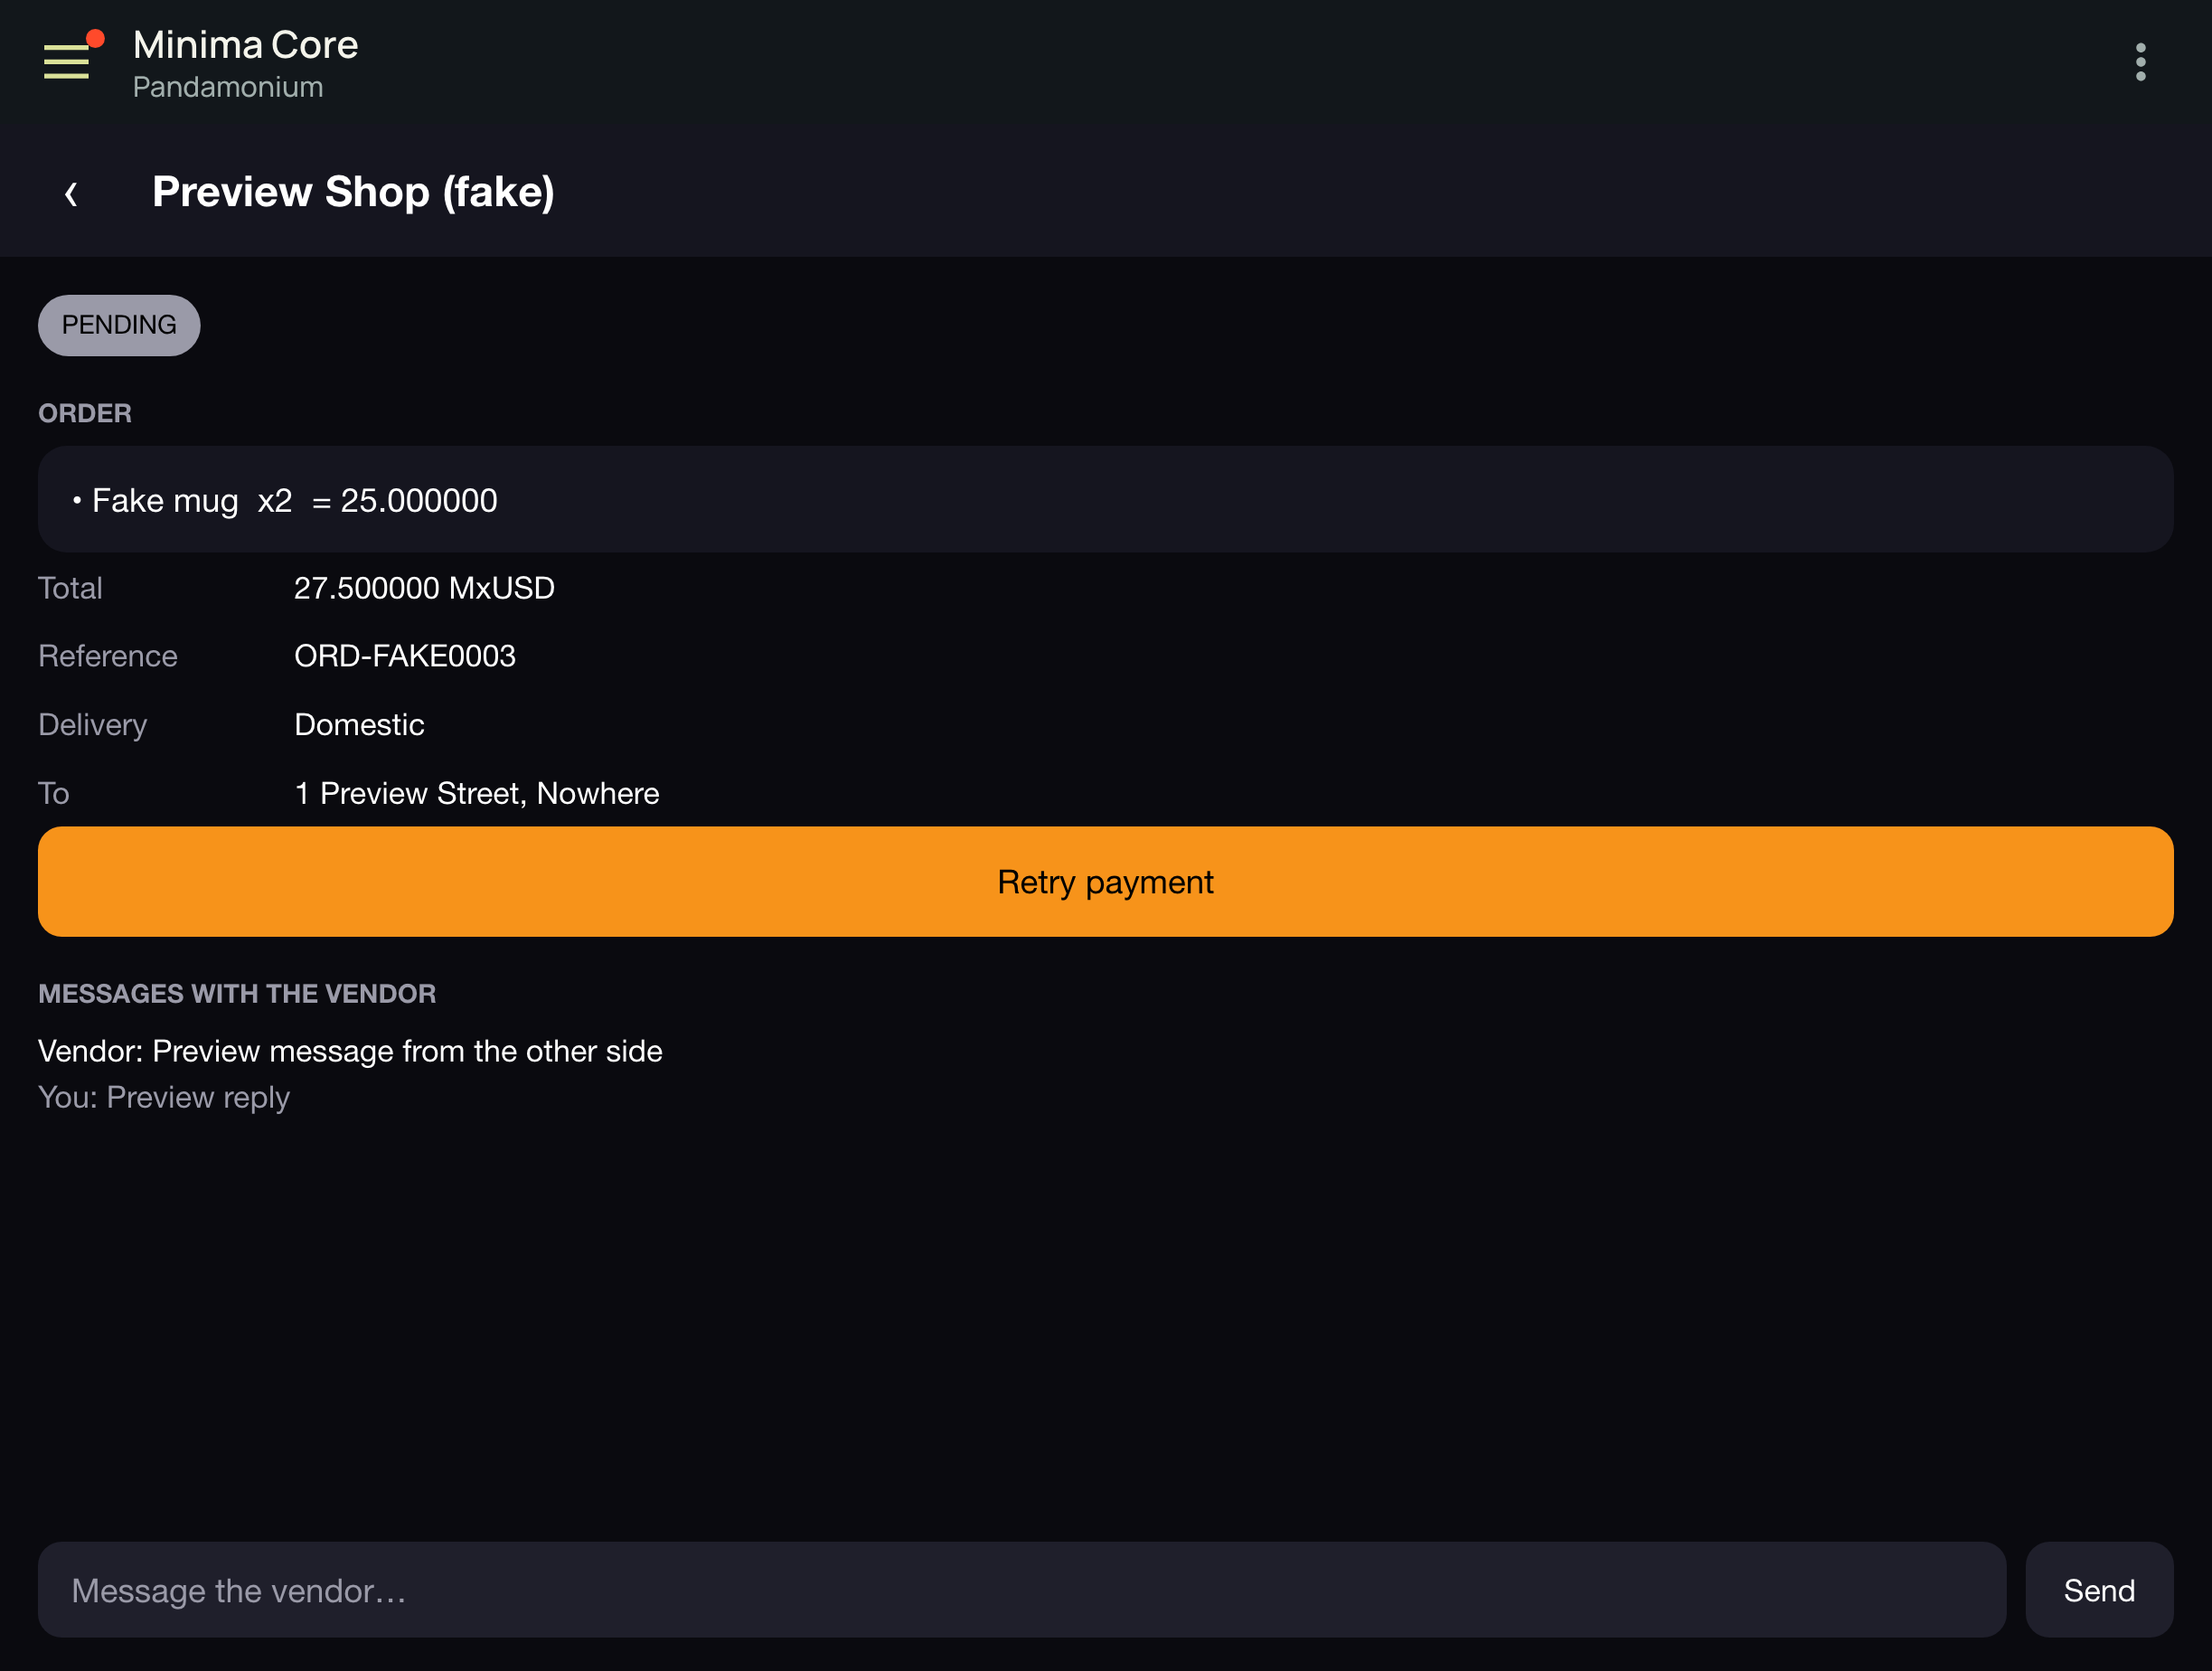 Minima Core
Pandamonium
‹ Preview Shop (fake)
PENDING
ORDER
• Fake mug x2 = 25.000000
Total 27.500000 MxUSD
Reference ORD-FAKE0003
Delivery Domestic
To 1 Preview Street, Nowhere
Retry payment
MESSAGES WITH THE VENDOR
Vendor: Preview message from the other side
You: Preview reply
Message the vendor… Send